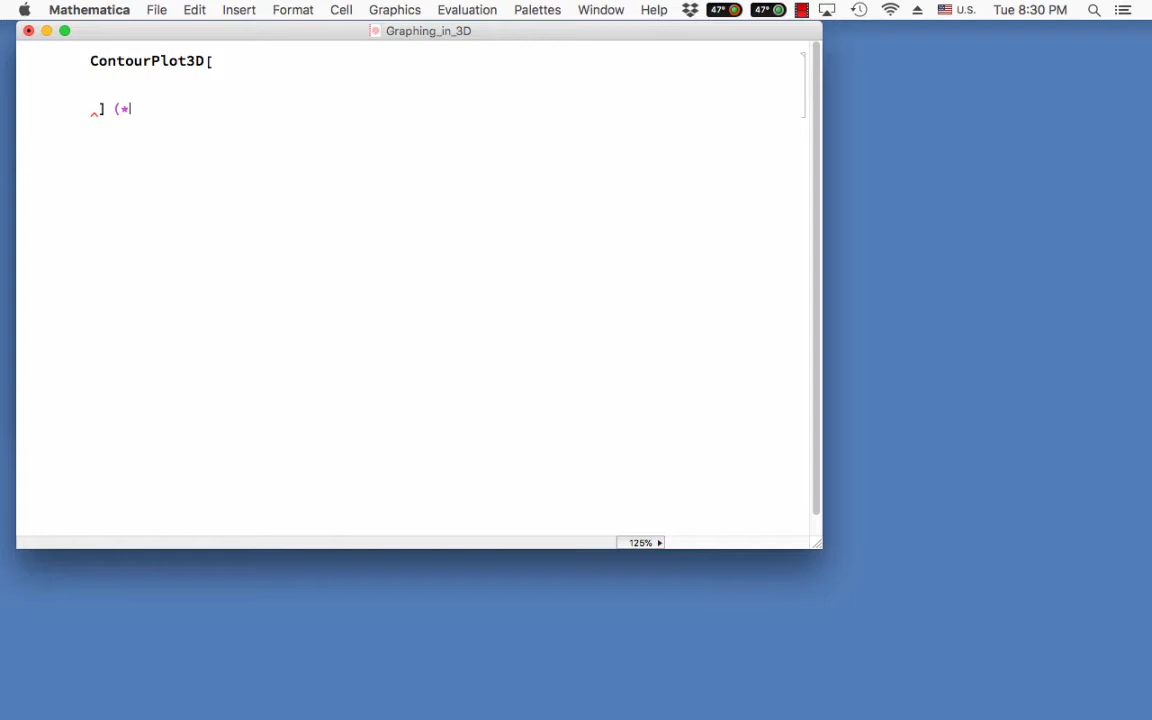 Mathematica File Edit Insert Format Cell Graphics Evaluation Palettes Window Help 47° 47° U.S. Tue 8:30 PM
Graphing_in_3D
ContourPlot3D[
] (*
125%